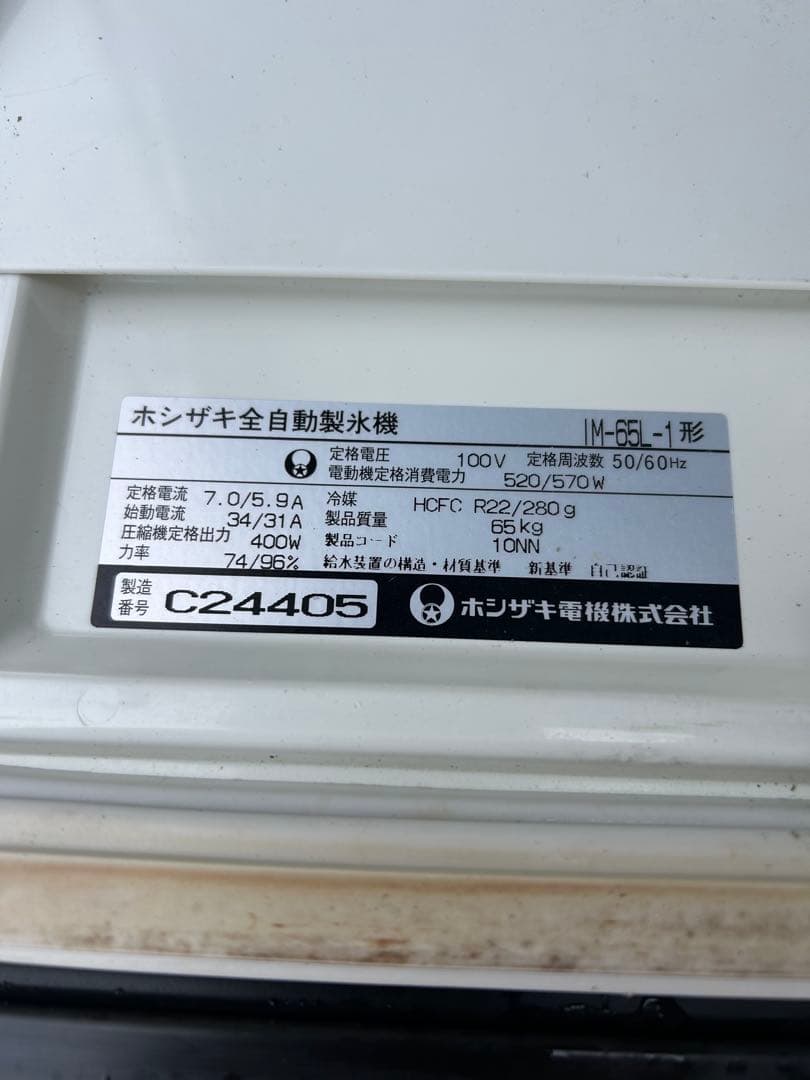 ホシザキ全自動製氷機 IM-65L-1形
定格電圧 100V 定格周波数 50/60Hz
電動機定格消費電力 520/570W
定格電流 7.0/5.9A 冷媒 HCFC R22/280g
始動電流 34/31A 製品質量 65kg
圧縮機定格出力 400W 製品コード 10NN
力率 74/96% 給水装置の構造・材質基準 新基準 自己認証
製造番号 C24405 ホシザキ電機株式会社